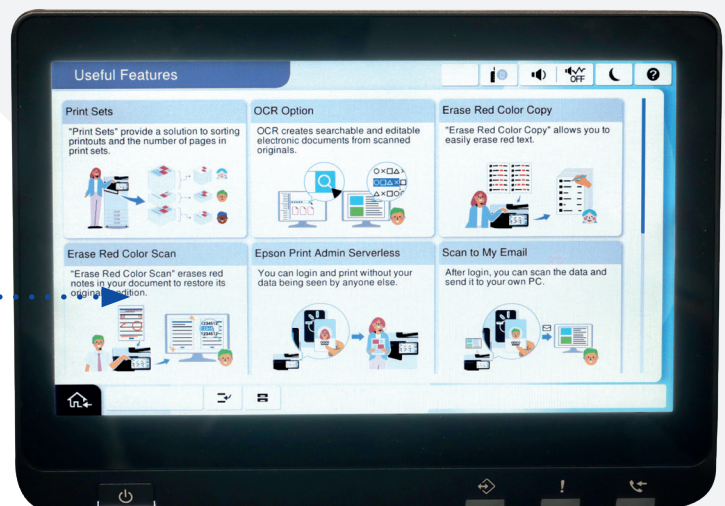 Useful Features
OFF
Print Sets
"Print Sets" provide a solution to sorting
printouts and the number of pages in
print sets.
OCR Option
OCR creates searchable and editable
electronic documents from scanned
originals.
Erase Red Color Copy
"Erase Red Color Copy" allows you to
easily erase red text.
Erase Red Color Scan
"Erase Red Color Scan" erases red
notes in your document to restore its
original condition.
Epson Print Admin Serverless
You can login and print without your
data being seen by anyone else.
Scan to My Email
After login, you can scan the data and
send it to your own PC.